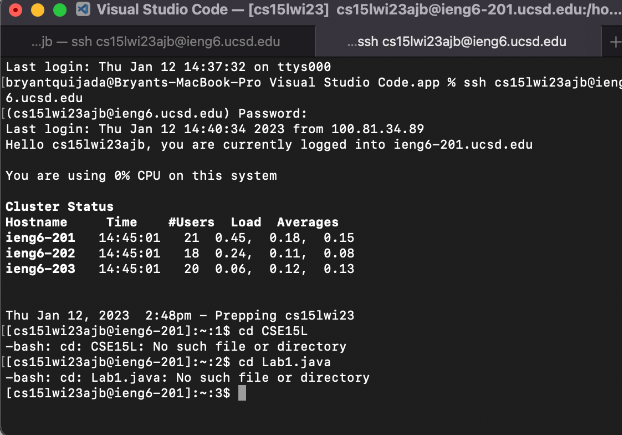 Visual Studio Code — [cs15lwi23] cs15lwi23ajb@ieng6-201.ucsd.edu:/ho...
...jb — ssh cs15lwi23ajb@ieng6.ucsd.edu ...ssh cs15lwi23ajb@ieng6.ucsd.edu +
Last login: Thu Jan 12 14:37:32 on ttys000
[bryantquijada@Bryants-MacBook-Pro Visual Studio Code.app % ssh cs15lwi23ajb@ieng
6.ucsd.edu
[(cs15lwi23ajb@ieng6.ucsd.edu) Password:
Last login: Thu Jan 12 14:40:34 2023 from 100.81.34.89
Hello cs15lwi23ajb, you are currently logged into ieng6-201.ucsd.edu
You are using 0% CPU on this system
Cluster Status
Hostname Time #Users Load Averages
ieng6-201 14:45:01 21 0.45, 0.18, 0.15
ieng6-202 14:45:01 18 0.24, 0.11, 0.08
ieng6-203 14:45:01 20 0.06, 0.12, 0.13
Thu Jan 12, 2023 2:48pm - Prepping cs15lwi23
[[cs15lwi23ajb@ieng6-201]:~:1$ cd CSE15L
-bash: cd: CSE15L: No such file or directory
[[cs15lwi23ajb@ieng6-201]:~:2$ cd Lab1.java
-bash: cd: Lab1.java: No such file or directory
[cs15lwi23ajb@ieng6-201]:~:3$